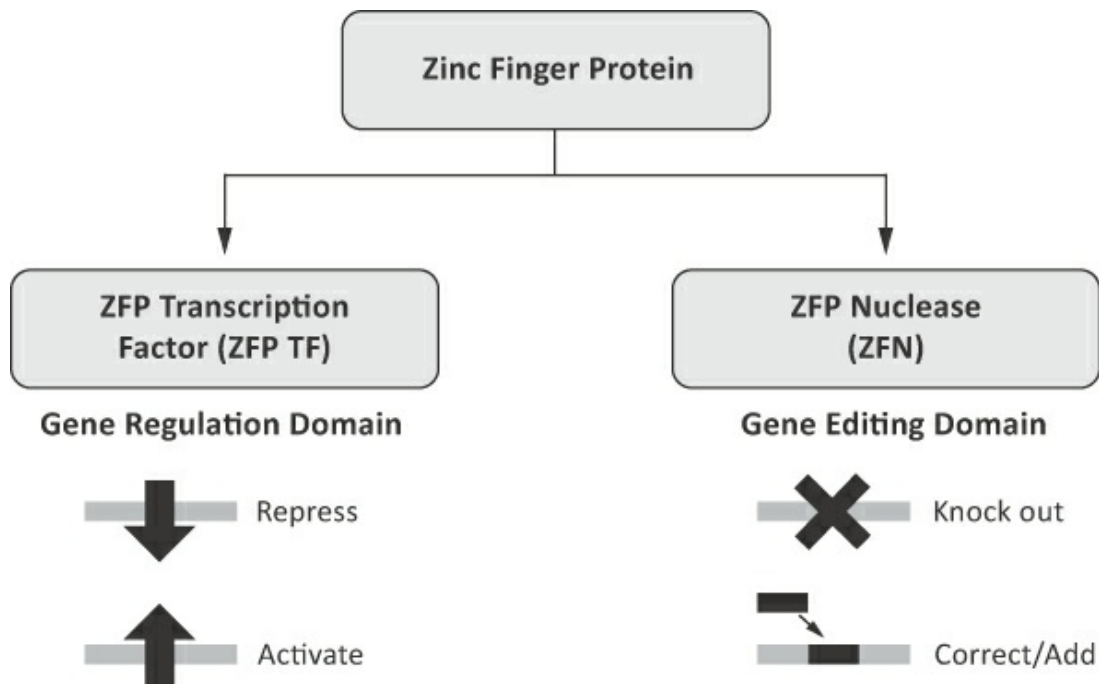 Zinc Finger Protein
ZFP Transcription
Factor (ZFP TF)
Gene Regulation Domain
Repress
Activate
ZFP Nuclease
(ZFN)
Gene Editing Domain
Knock out
Correct/Add